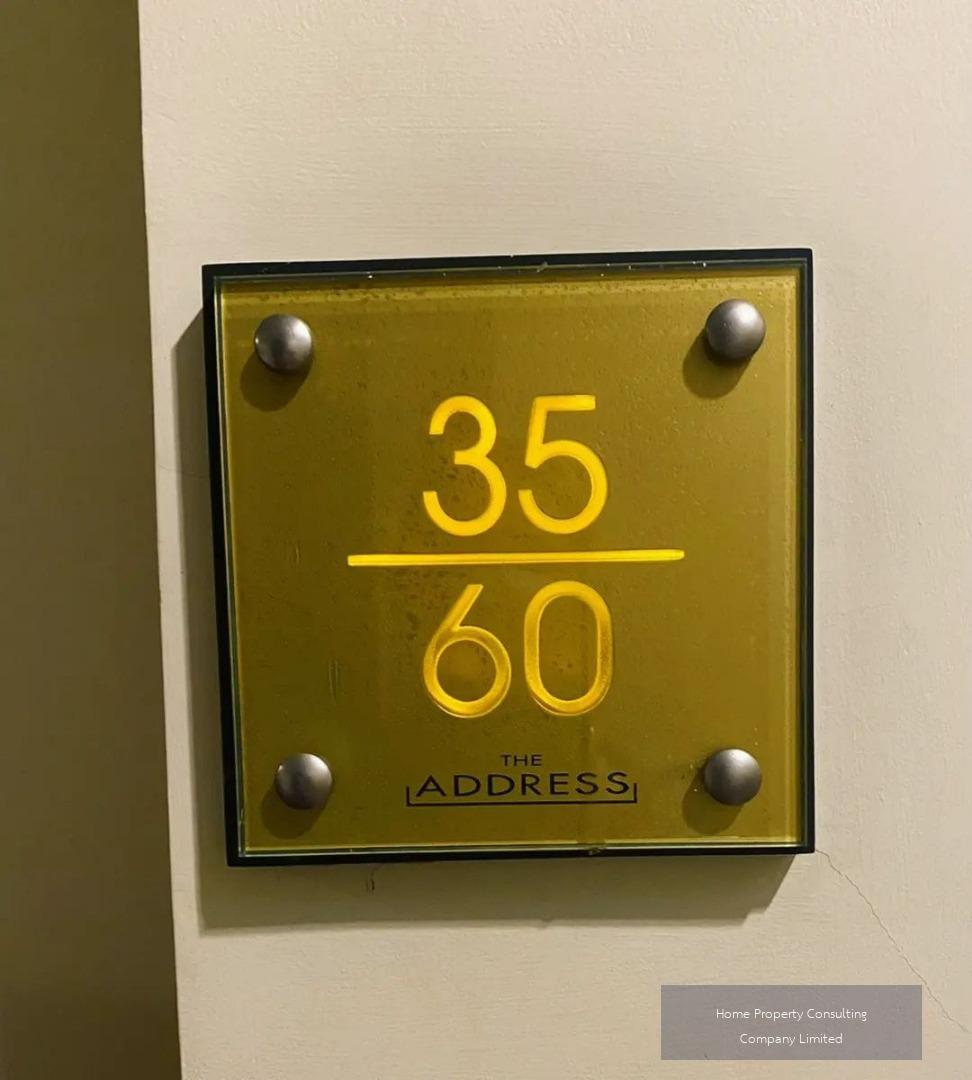 35
60
THE
ADDRESS
Home Property Consulting
Company Limited